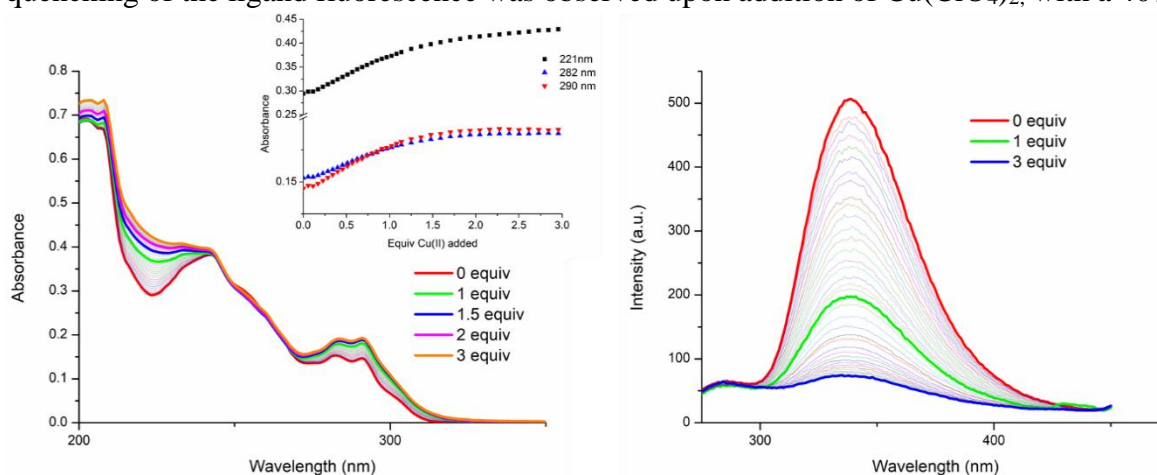 quenching of the ligand fluorescence was observed upon addition of Cu(ClO4)2, with a
0.45
0.40
0.35
0.30
0.25
0.15
Absorbance
0.0 0.5 1.0 1.5 2.0 2.5 3.0
Equiv Cu(II) added
221nm
282 nm
290 nm
0.8
0.7
0.6
0.5
0.4
0.3
0.2
0.1
0.0
Absorbance
0 equiv
1 equiv
1.5 equiv
2 equiv
3 equiv
200 300
Wavelength (nm)
500
400
300
200
100
0
Intensity (a.u.)
0 equiv
1 equiv
3 equiv
300 400
Wavelength (nm)